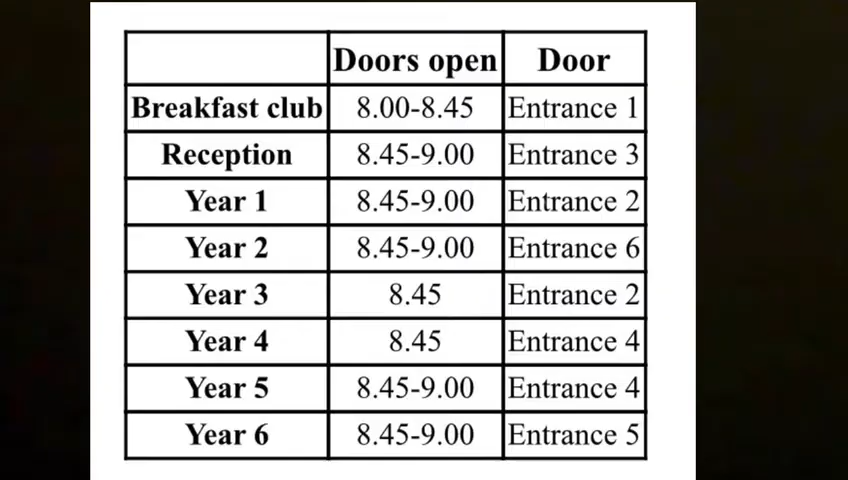 Doors open Door
Breakfast club 8.00-8.45 Entrance 1
Reception 8.45-9.00 Entrance 3
Year 1 8.45-9.00 Entrance 2
Year 2 8.45-9.00 Entrance 6
Year 3 8.45 Entrance 2
Year 4 8.45 Entrance 4
Year 5 8.45-9.00 Entrance 4
Year 6 8.45-9.00 Entrance 5